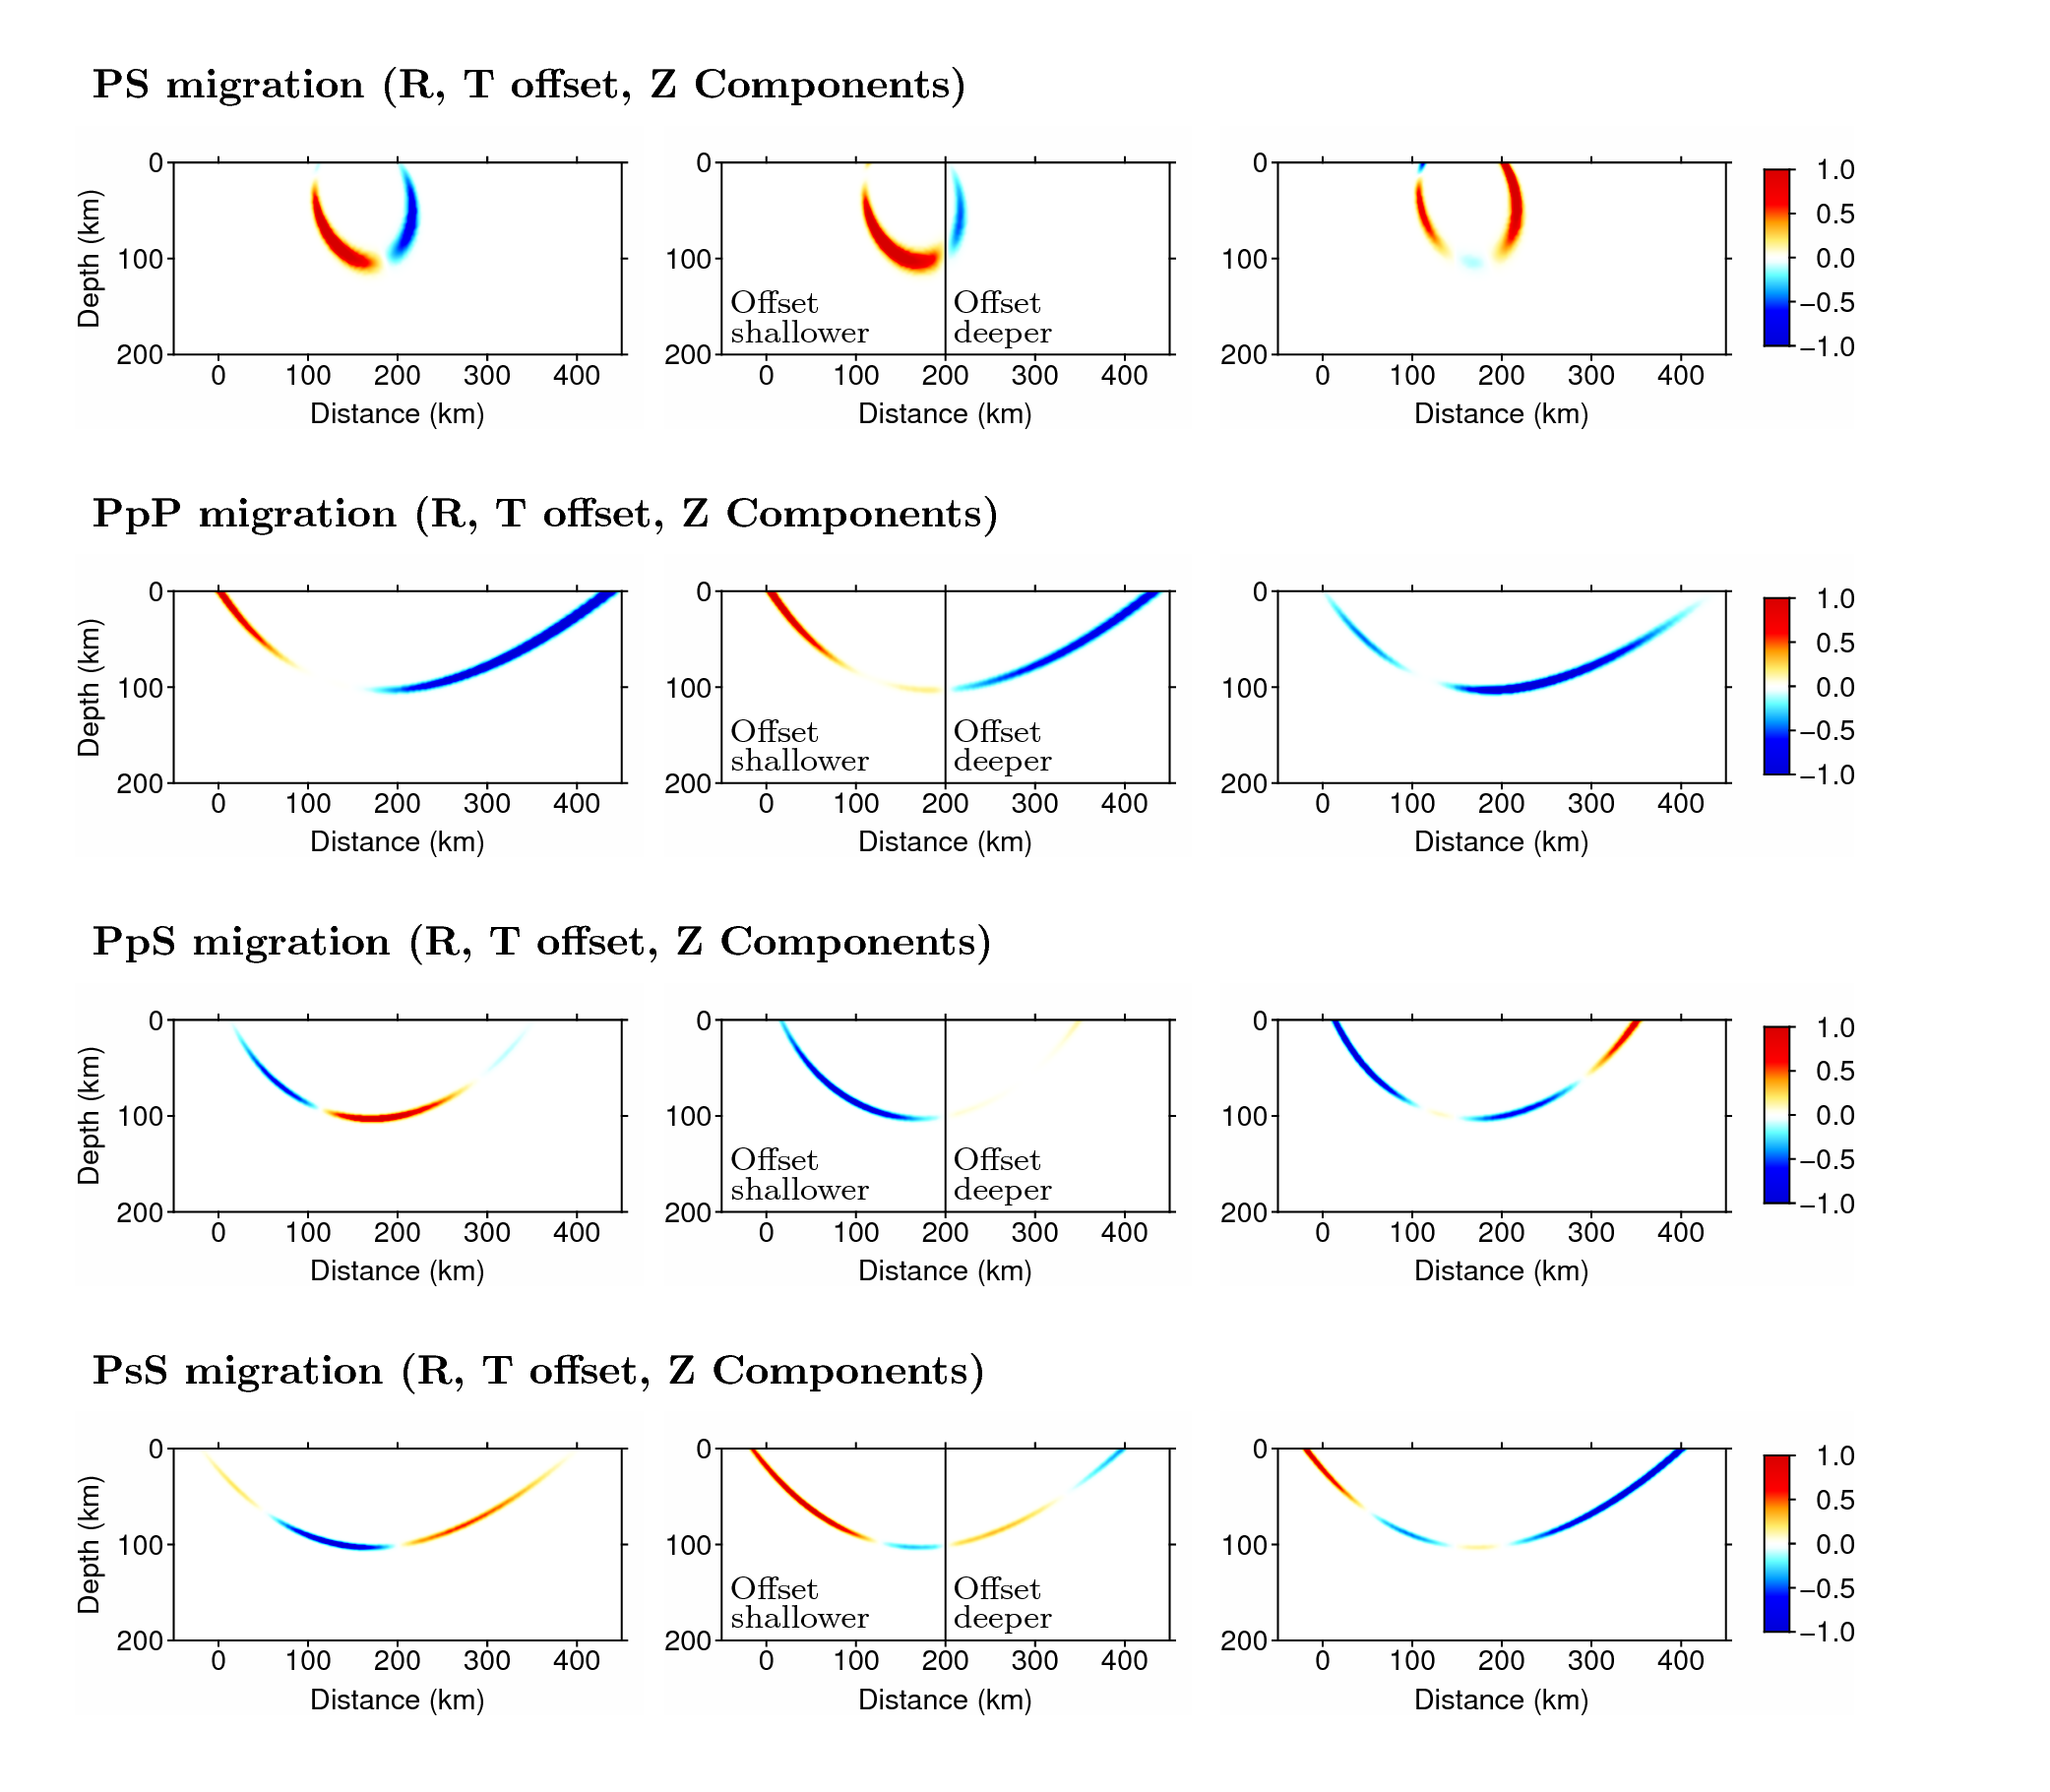 PS migration (R, T offset, Z Components)
0 0 0 1.0
0.5
100 100 100 0.0
Depth (km)
Offset Offset −0.5
shallower deeper
200 200 200 −1.0
0 100 200 300 400 0 100 200 300 400 0 100 200 300 400
Distance (km) Distance (km) Distance (km)
PpP migration (R, T offset, Z Components)
0 0 0 1.0
0.5
100 100 100 0.0
Depth (km)
Offset Offset −0.5
shallower deeper
200 200 200 −1.0
0 100 200 300 400 0 100 200 300 400 0 100 200 300 400
Distance (km) Distance (km) Distance (km)
PpS migration (R, T offset, Z Components)
0 0 0 1.0
0.5
100 100 100 0.0
Depth (km)
Offset Offset −0.5
shallower deeper
200 200 200 −1.0
0 100 200 300 400 0 100 200 300 400 0 100 200 300 400
Distance (km) Distance (km) Distance (km)
PsS migration (R, T offset, Z Components)
0 0 0 1.0
0.5
100 100 100 0.0
Depth (km)
Offset Offset −0.5
shallower deeper
200 200 200 −1.0
0 100 200 300 400 0 100 200 300 400 0 100 200 300 400
Distance (km) Distance (km) Distance (km)